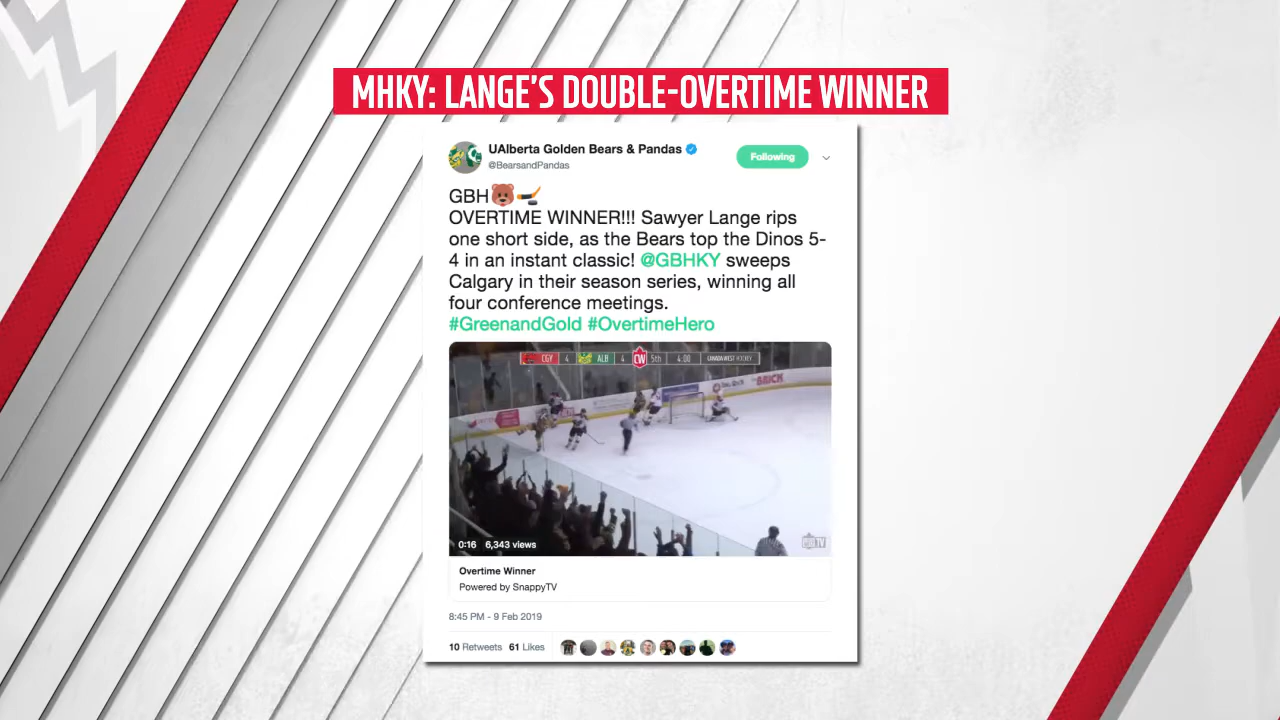 MHKY: LANGE'S DOUBLE-OVERTIME WINNER
UAlberta Golden Bears & Pandas
@BearsandPandas
Following
GBH🐻🏒
OVERTIME WINNER!!! Sawyer Lange rips
one short side, as the Bears top the Dinos 5-
4 in an instant classic! @GBHKY sweeps
Calgary in their season series, winning all
four conference meetings.
#GreenandGold #OvertimeHero
CGY 4 ALB 4 CW 5th 4:00 CANADA WEST HOCKEY
BRICK
0:16 6,343 views
Overtime Winner
Powered by SnappyTV
8:45 PM - 9 Feb 2019
10 Retweets 61 Likes